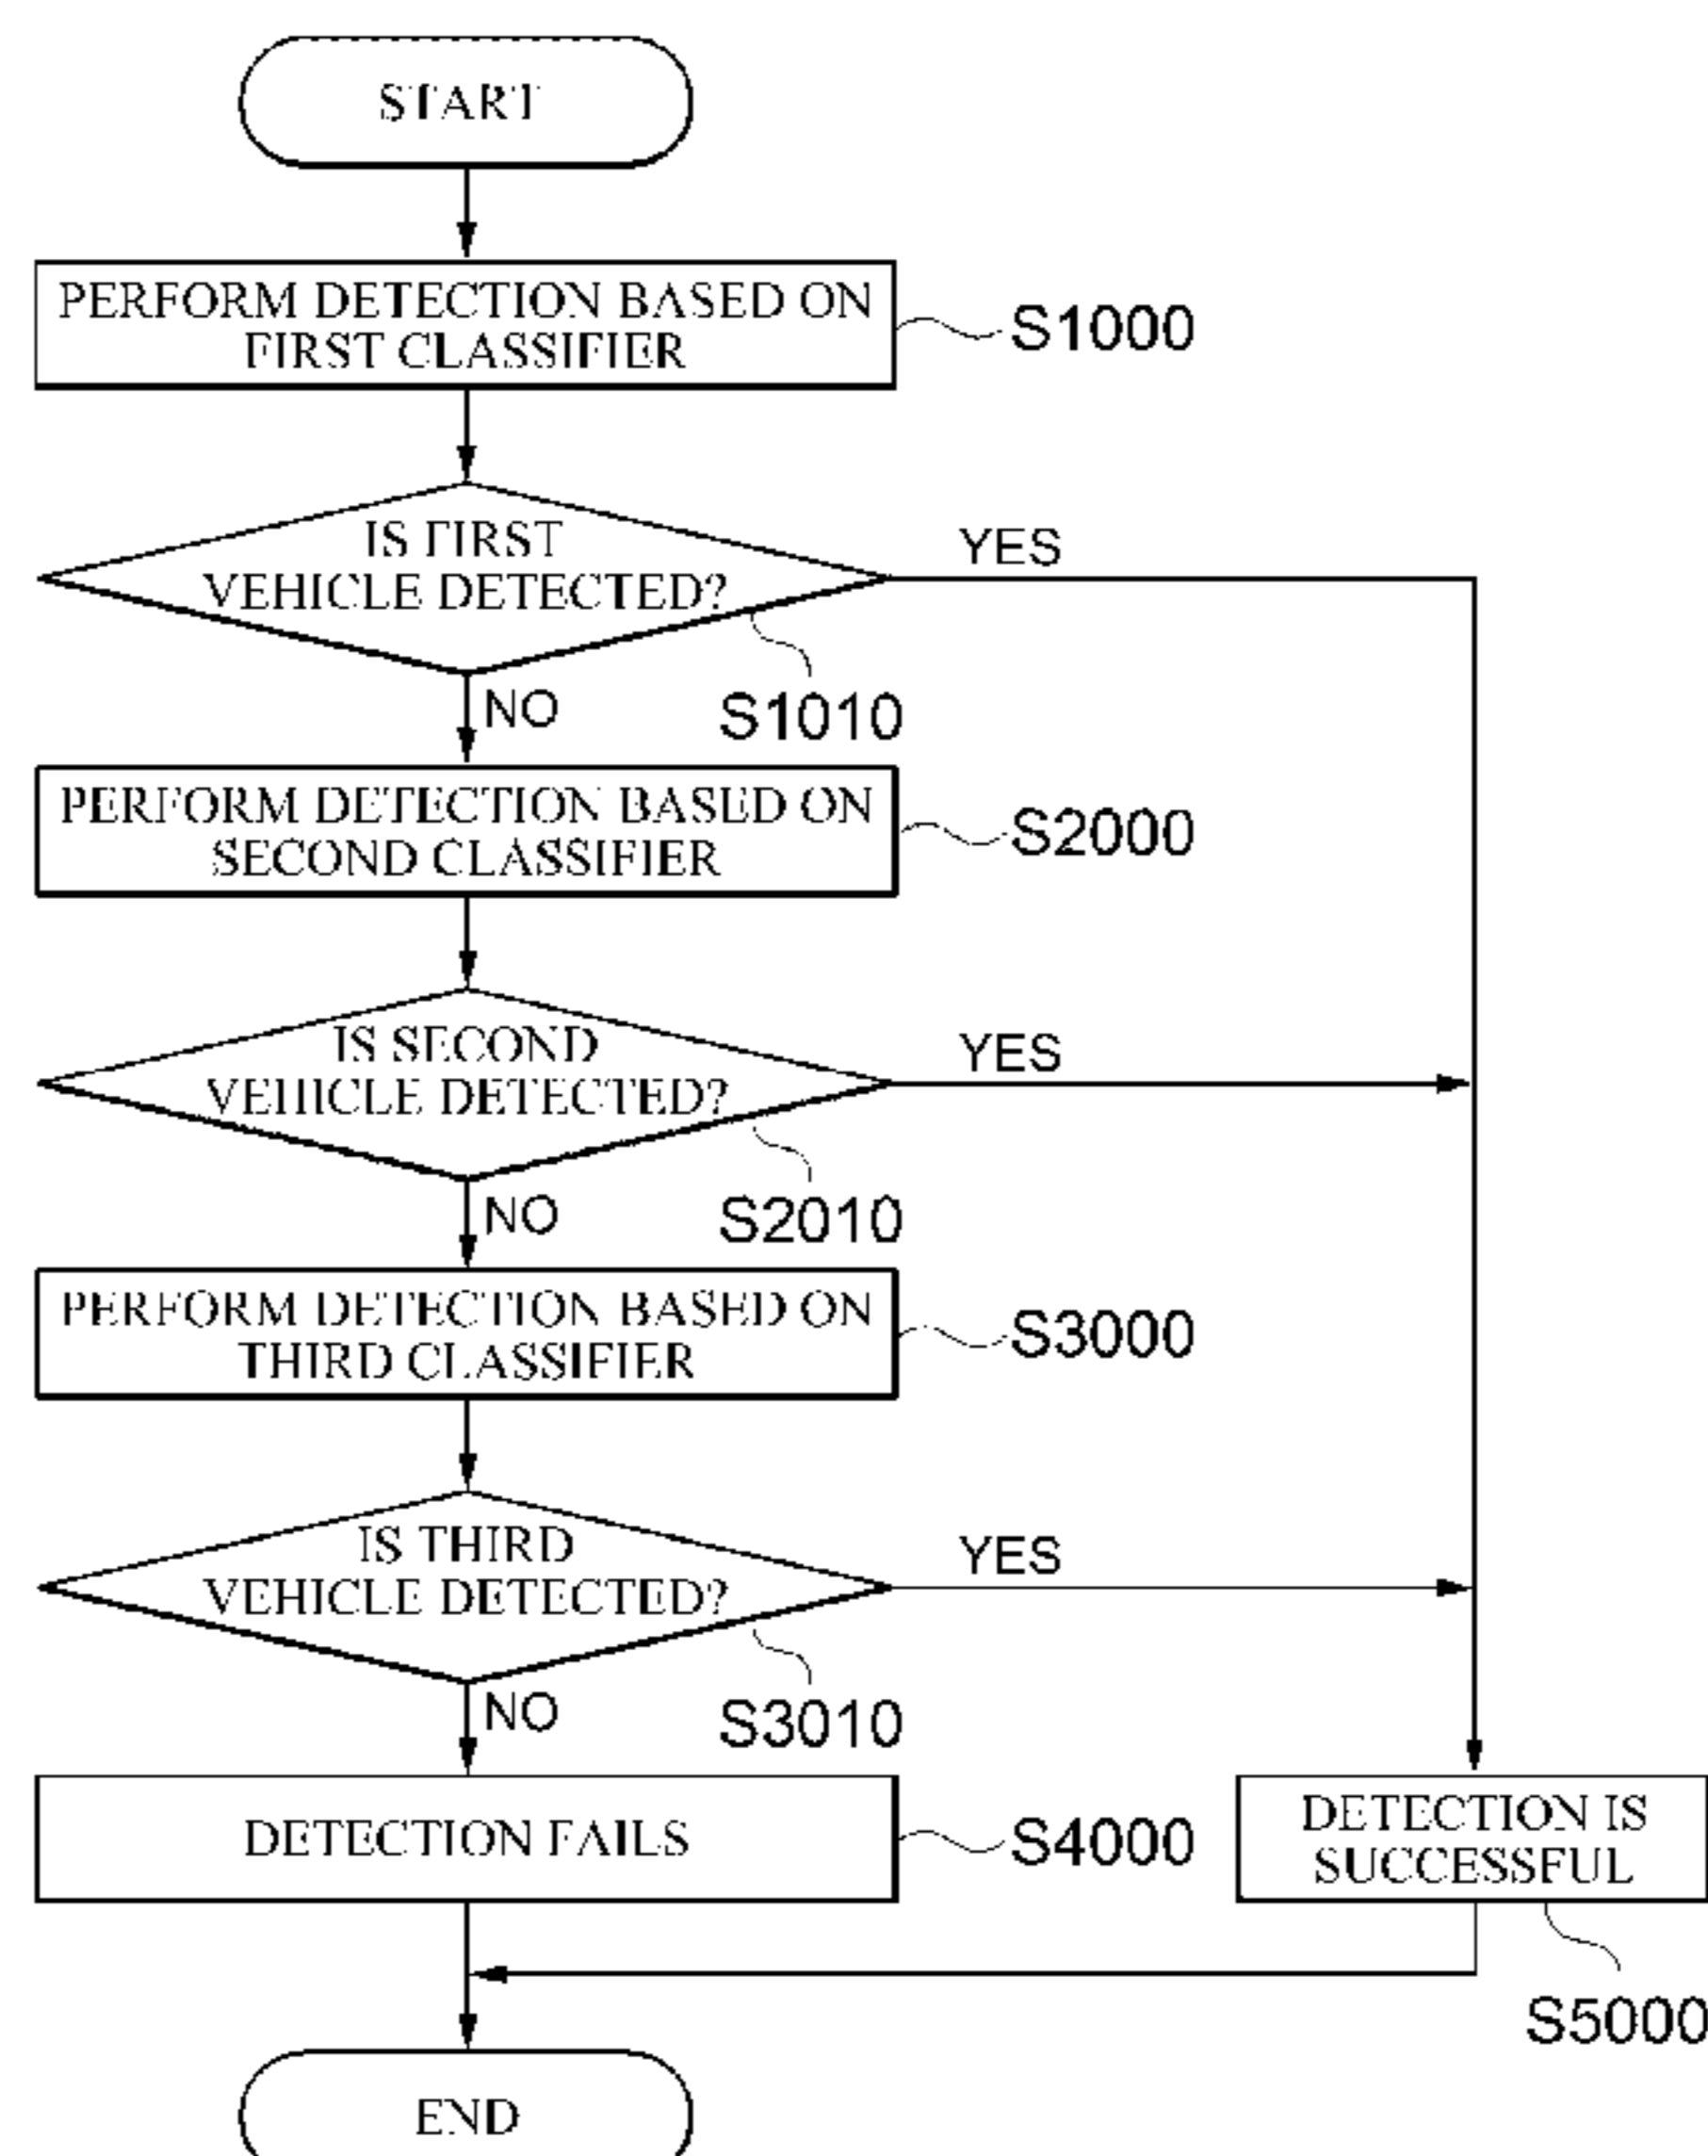 START
PERFORM DETECTION BASED ON
FIRST CLASSIFIER
S1000
IS FIRST
VEHICLE DETECTED?
YES
S1010
NO
PERFORM DETECTION BASED ON
SECOND CLASSIFIER
S2000
IS SECOND
VEHICLE DETECTED?
YES
S2010
NO
PERFORM DETECTION BASED ON
THIRD CLASSIFIER
S3000
IS THIRD
VEHICLE DETECTED?
YES
S3010
NO
DETECTION FAILS
S4000
DETECTION IS
SUCCESSFUL
S5000
END